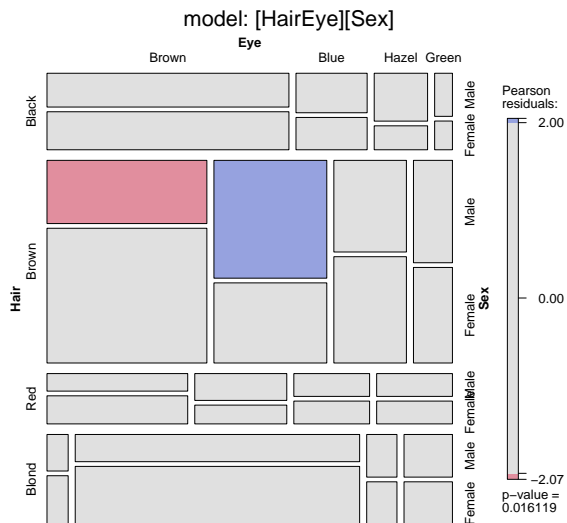 model: [HairEye][Sex]
Eye
Brown Blue Hazel Green
Hair
Black
Brown
Red
Blond
Sex
Male
Female
Male
Female
Male
Female
Male
Female
Pearson
residuals:
2.00
0.00
−2.07
p−value =
0.016119